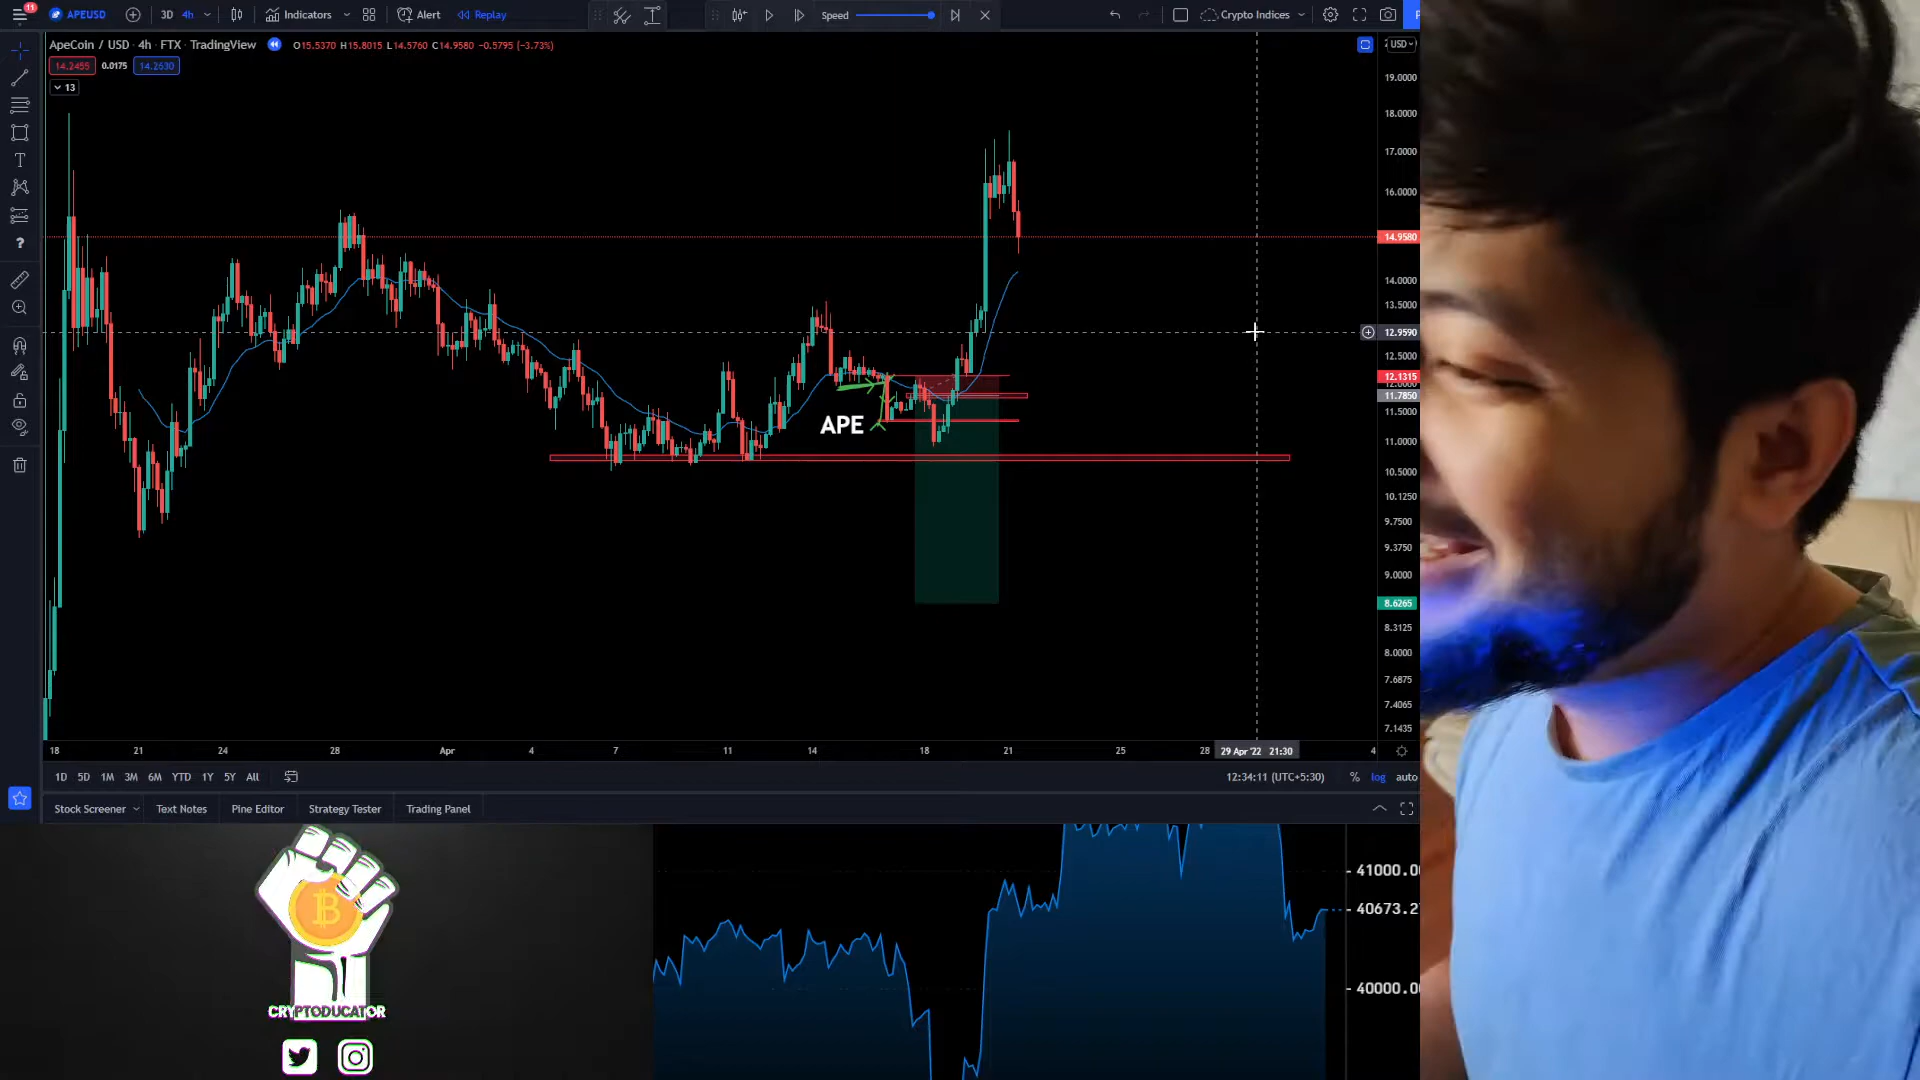 11
APEUSD
3D
4h
Indicators
Alert
Replay
Speed
Crypto Indices
ApeCoin / USD · 4h · FTX · TradingView
O15.5370 H15.8015 L14.5760 C14.9580 -0.5795 (-3.73%)
14.2455
0.0175
14.2630
13
USD
19.0000
18.0000
17.0000
16.0000
14.9580
14.0000
13.5000
12.9590
12.5000
12.1315
12.0000
11.7850
11.5000
11.0000
10.5000
10.1250
9.7500
9.3750
9.0000
8.6265
8.3125
8.0000
7.6875
7.4065
7.1435
APE
T
?
18
21
24
28
Apr
4
7
11
14
18
21
25
28
29 Apr '22 21:30
4
1D
5D
1M
3M
6M
YTD
1Y
5Y
All
12:34:11 (UTC+5:30)
%
log
auto
Stock Screener
Text Notes
Pine Editor
Strategy Tester
Trading Panel
CRYPTODUCATOR
41000.0
40673.2
40000.0